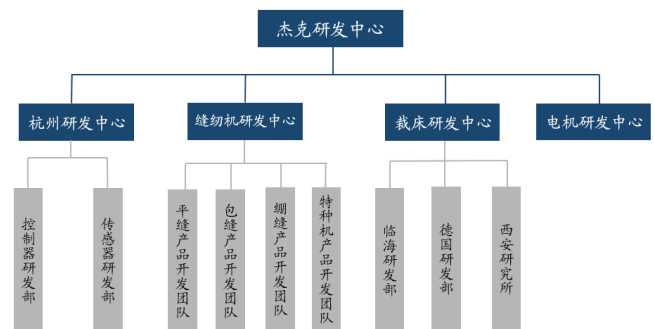 杰克研发中心
杭州研发中心
缝纫机研发中心
裁床研发中心
电机研发中心
控制器研发部
传感器研发部
平缝产品开发团队
包缝产品开发团队
绷缝产品开发团队
特种机产品开发团队
临海研发部
德国研发部
西安研究所